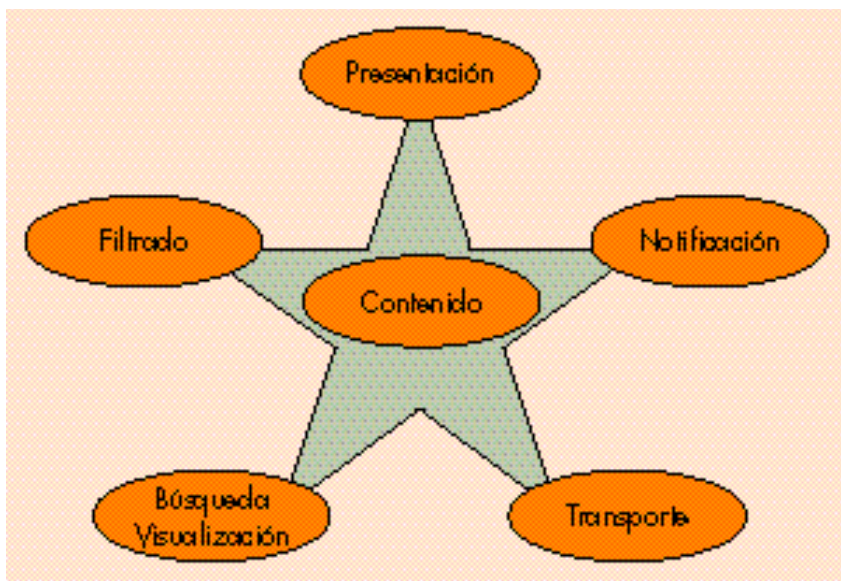 Presentación
Filtrado
Notificación
Contenido
Búsqueda
Visualización
Transporte